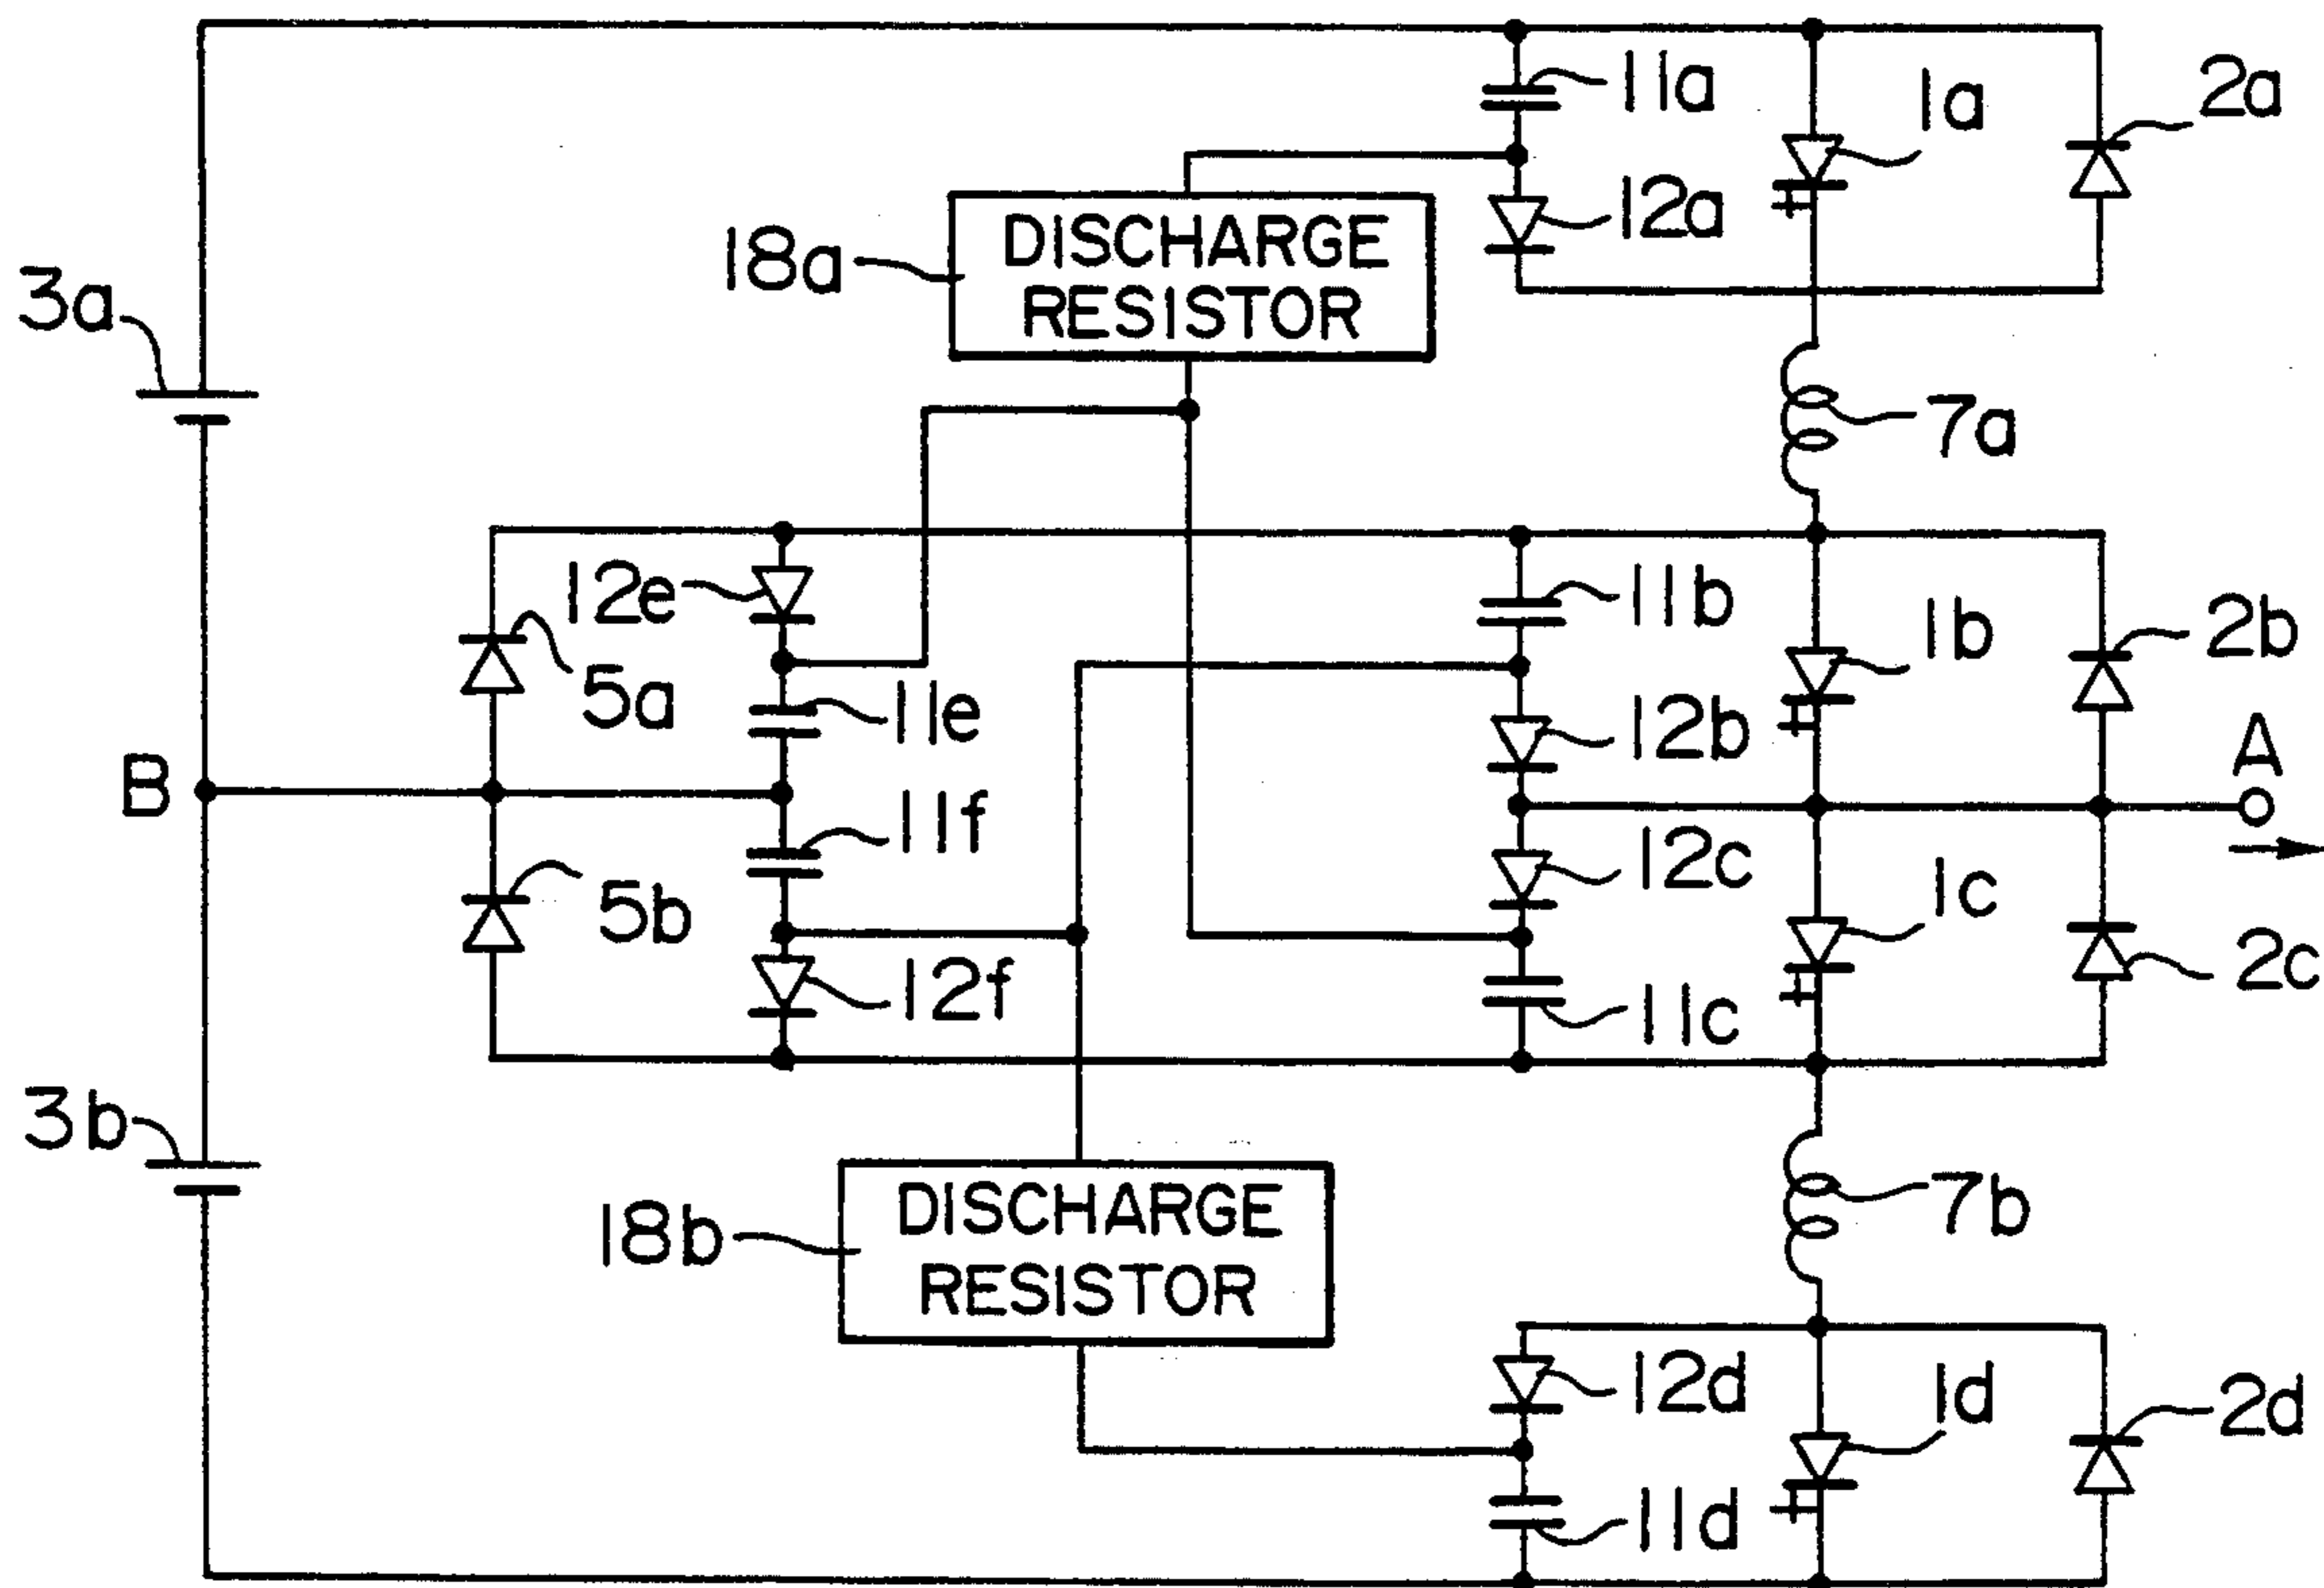 11a
1a
2a
12a
DISCHARGE
RESISTOR
18a
3a
7a
12e
11b
1b
2b
5a
11e
12b
A
B
11f
12c
1c
5b
2c
12f
11c
3b
DISCHARGE
RESISTOR
18b
7b
12d
1d
2d
11d